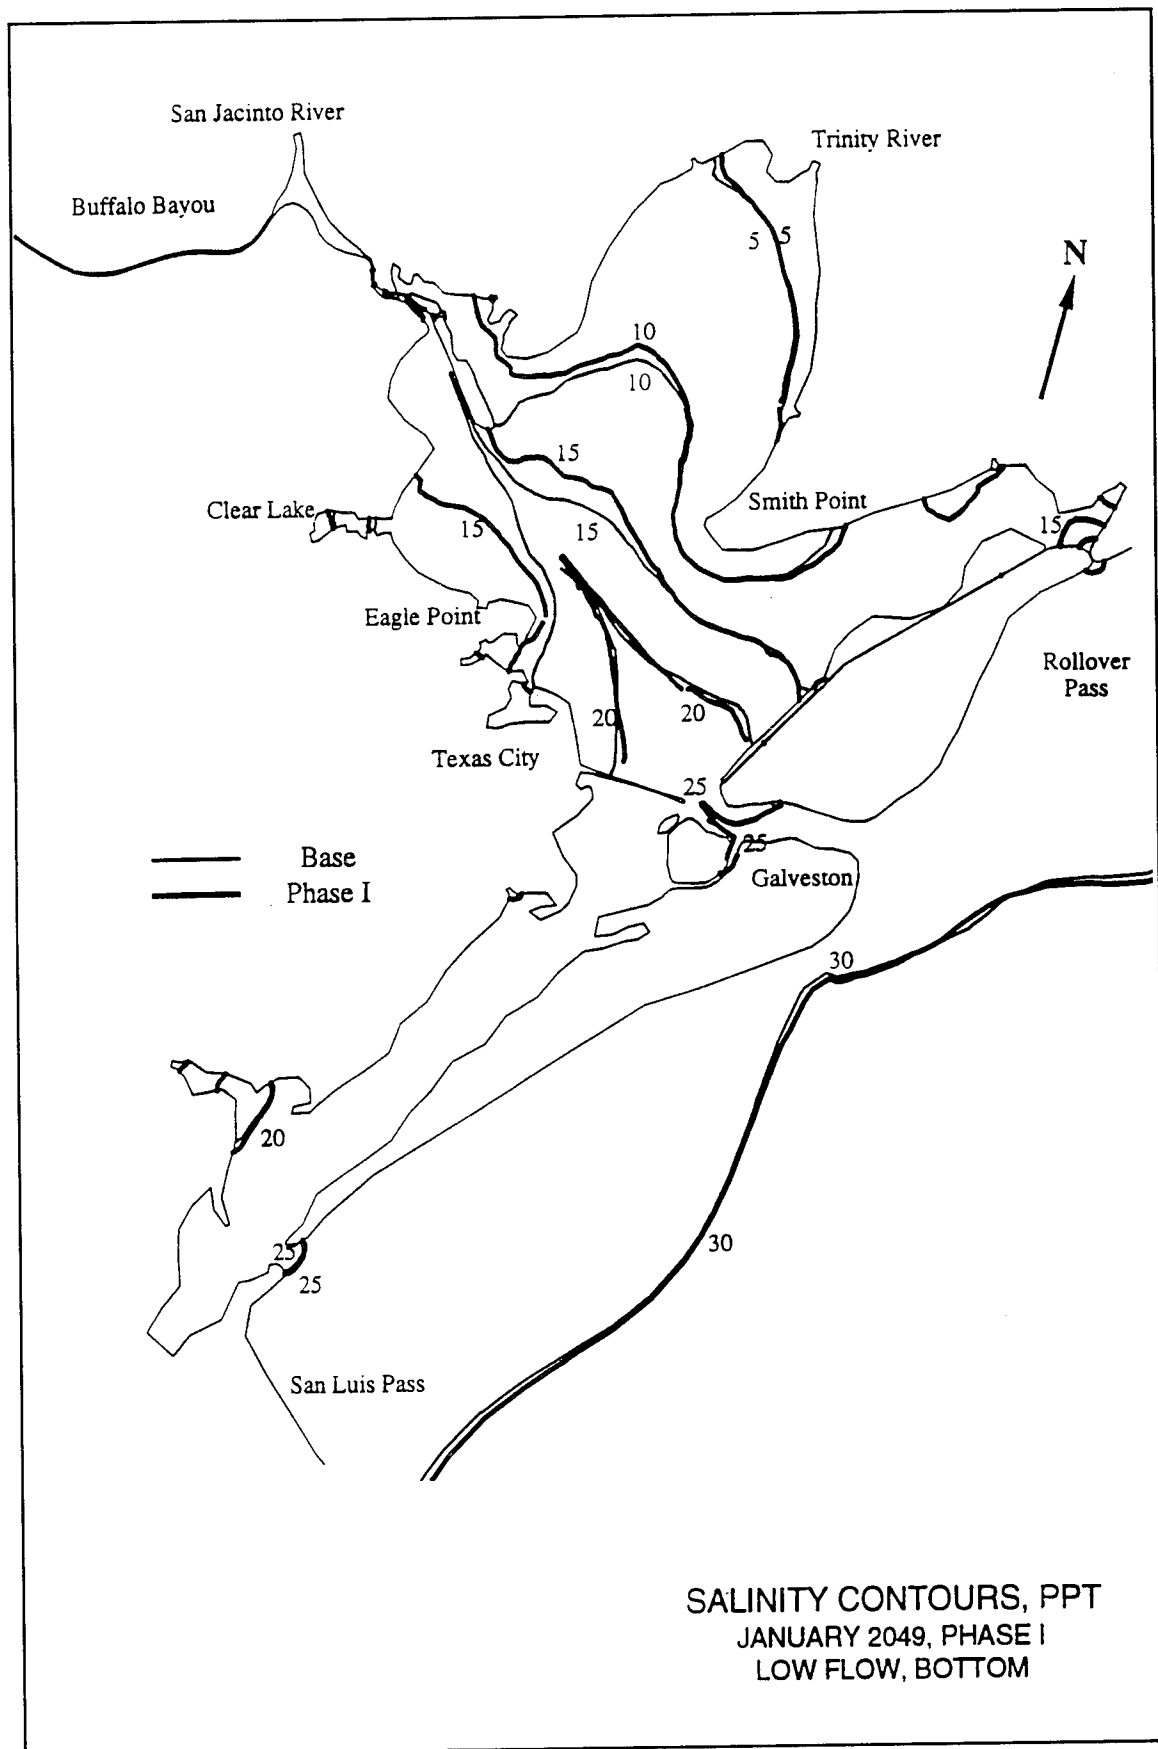 San Jacinto River
Trinity River
Buffalo Bayou
5 5
N
10
10
15
Smith Point
Clear Lake
15
15
15
Eagle Point
Rollover
Pass
20
20
Texas City
25
25
Base
Galveston
Phase I
30
20
30
25
25
San Luis Pass
SALINITY CONTOURS, PPT
JANUARY 2049, PHASE I
LOW FLOW, BOTTOM